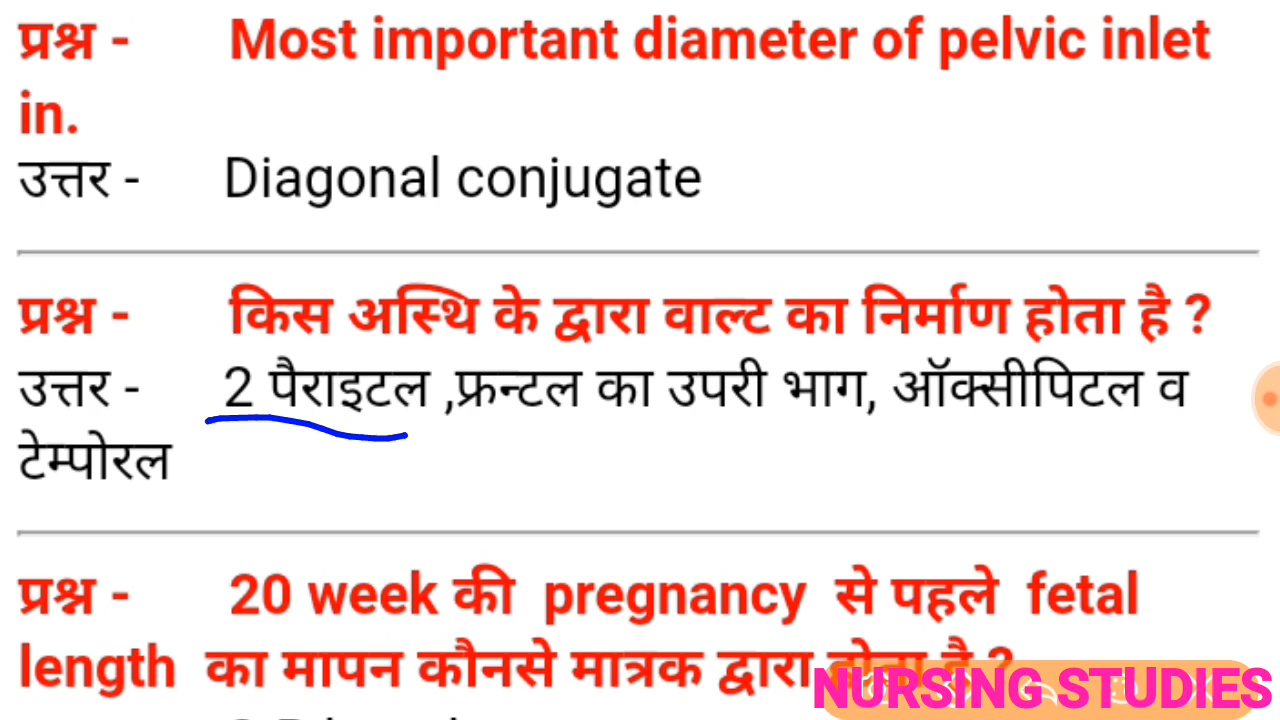 प्रश्न - Most important diameter of pelvic inlet
in.
उत्तर - Diagonal conjugate
प्रश्न - किस अस्थि के द्वारा वाल्ट का निर्माण होता है ?
उत्तर - 2 पैराइटल ,फ्रन्टल का उपरी भाग, ऑक्सीपिटल व
टेम्पोरल
प्रश्न - 20 week की pregnancy से पहले fetal
length का मापन कौनसे मात्रक द्वारा होता है ?
NURSING STUDIES